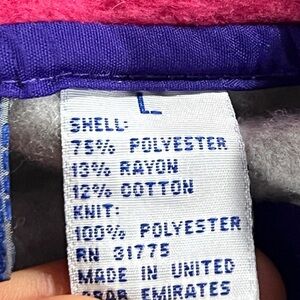 L
SHELL:
75% POLYESTER
13% RAYON
12% COTTON
KNIT:
100% POLYESTER
RN 31775
MADE IN UNITED
ARAB EMIRATES